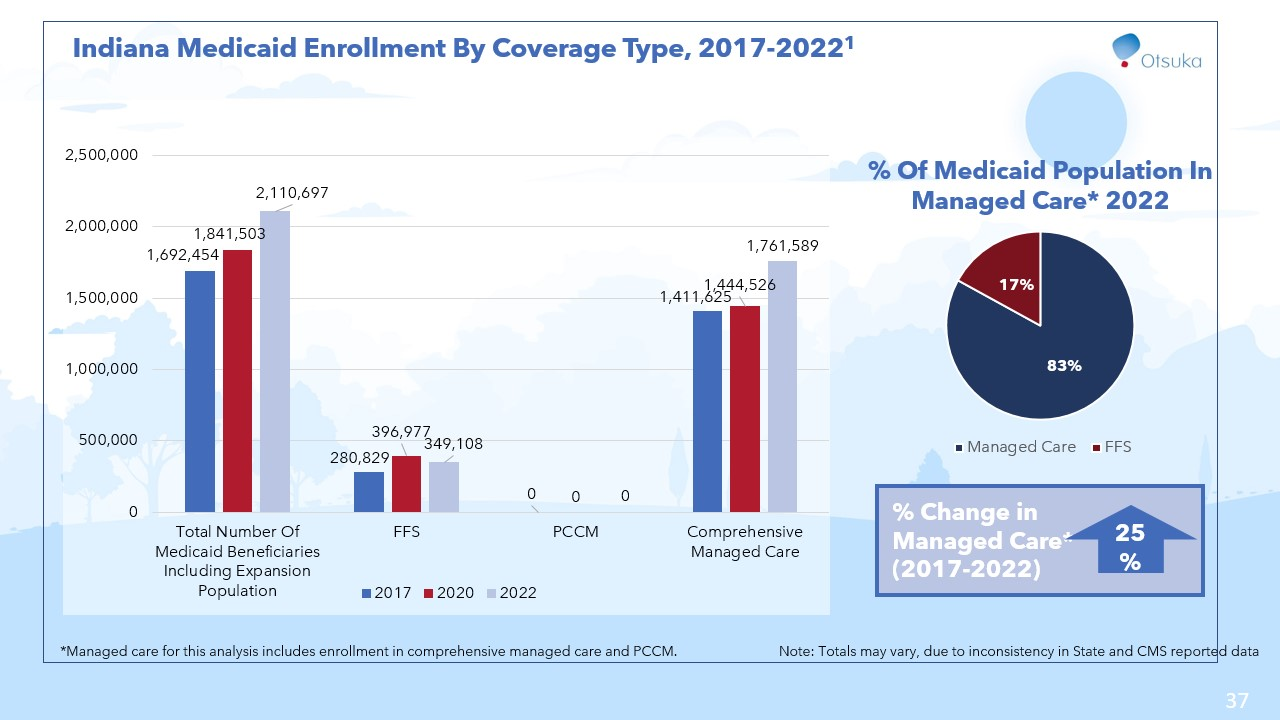 Indiana Medicaid Enrollment By Coverage Type, 2017-2022¹
Otsuka
2,500,000
2,000,000
1,500,000
1,000,000
500,000
0
1,692,454
1,841,503
2,110,697
280,829
396,977
349,108
0
0
0
1,411,625
1,444,526
1,761,589
Total Number Of
Medicaid Beneficiaries
Including Expansion
Population
FFS
PCCM
Comprehensive
Managed Care
2017 2020 2022
% Of Medicaid Population In
Managed Care* 2022
17%
83%
Managed Care FFS
% Change in
Managed Care*
(2017-2022)
25
%
*Managed care for this analysis includes enrollment in comprehensive managed care and PCCM.
Note: Totals may vary, due to inconsistency in State and CMS reported data
37